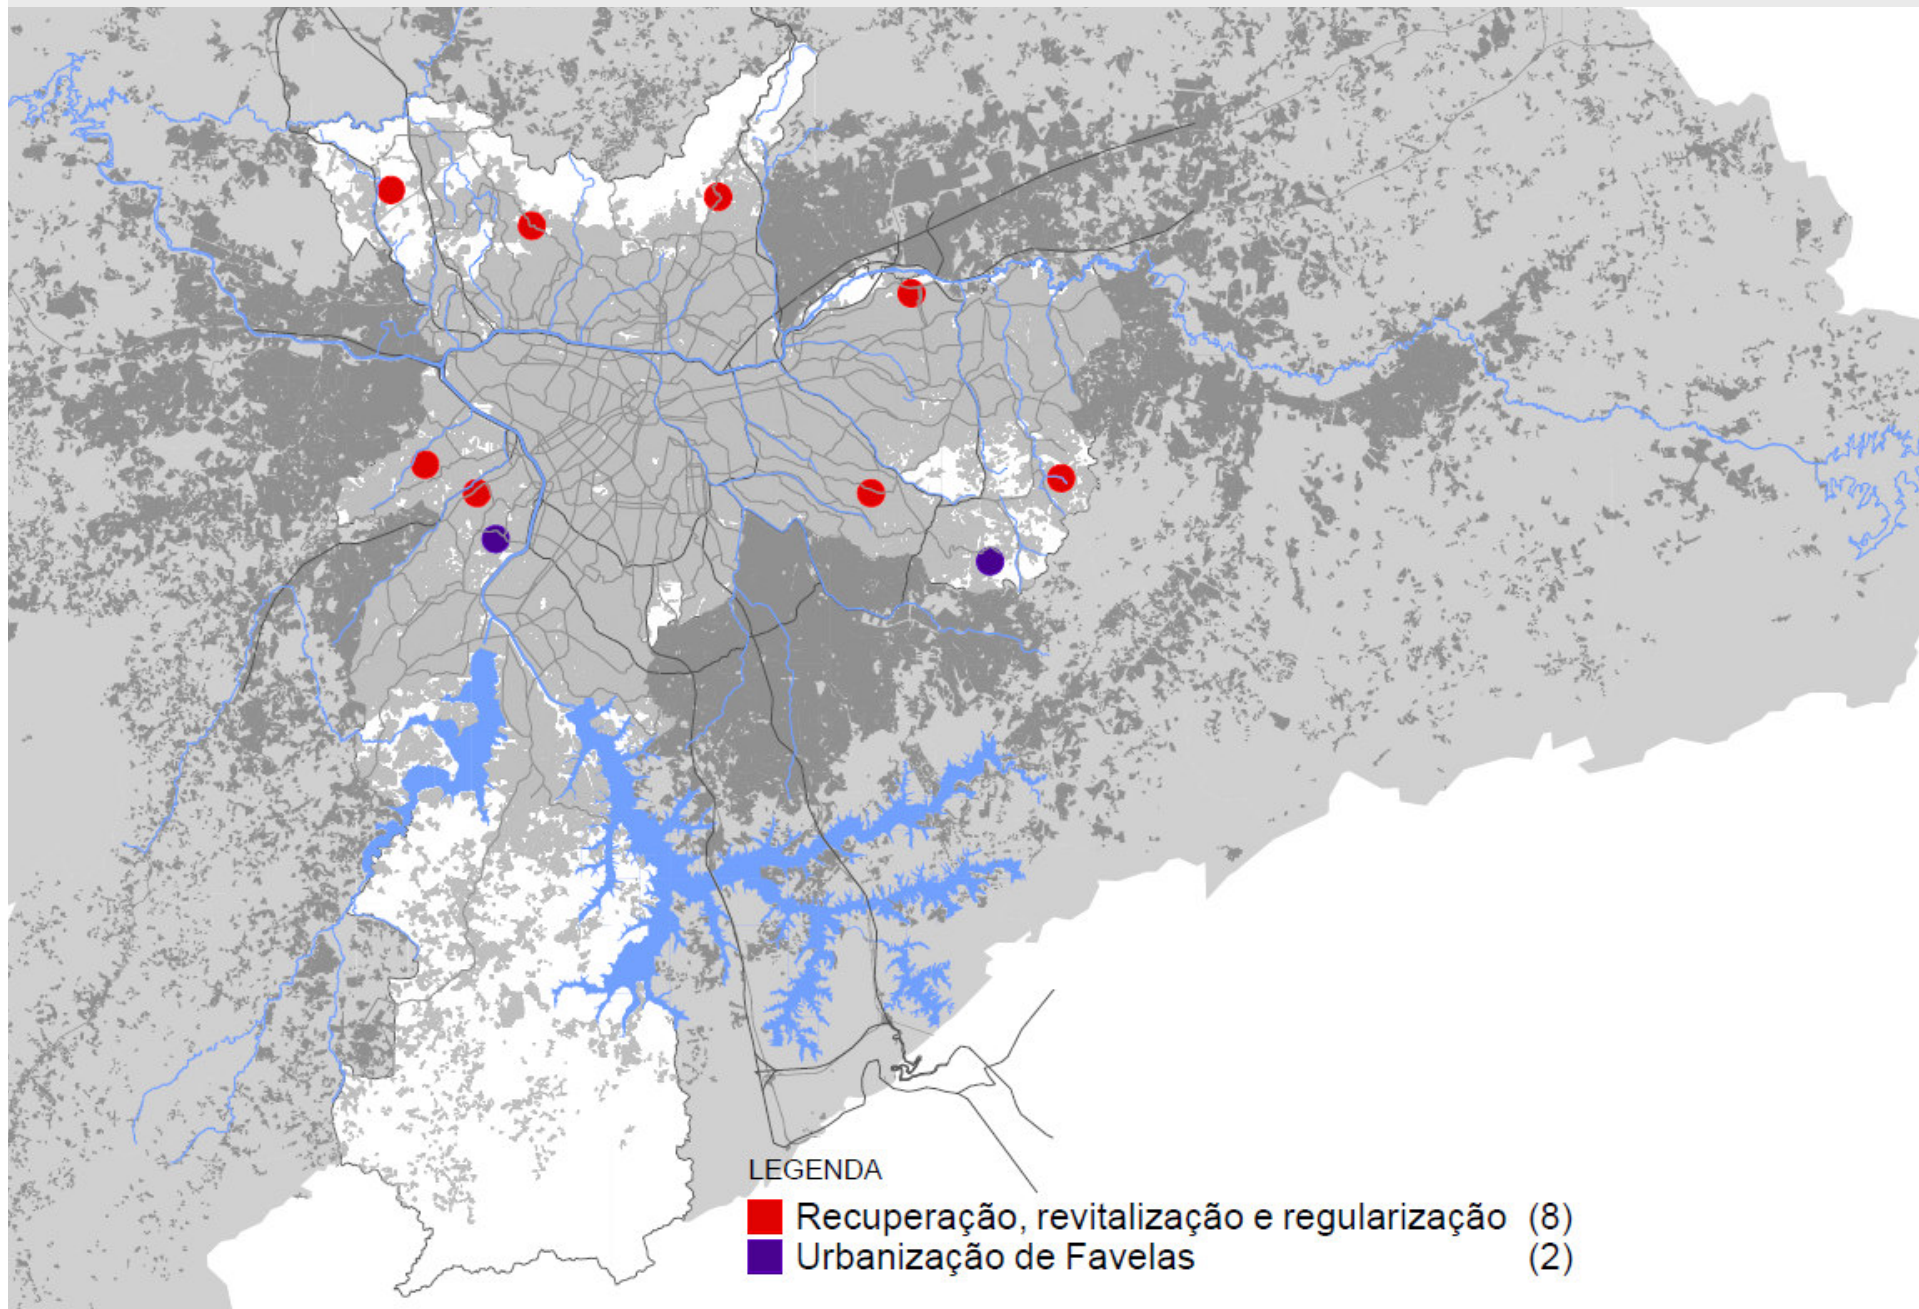 LEGENDA
Recuperação, revitalização e regularização (8)
Urbanização de Favelas (2)